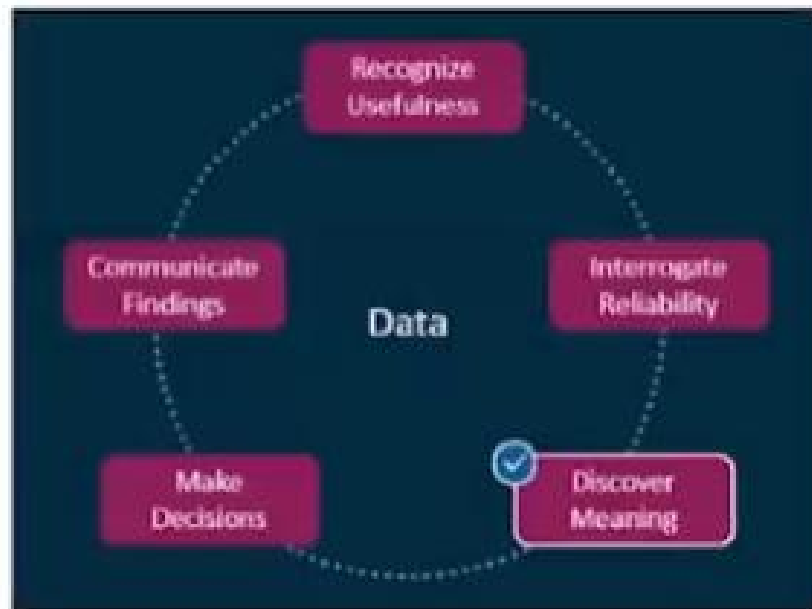 Recognize
Usefulness
Communicate
Findings
Interrogate
Reliability
Data
Make
Decisions
Discover
Meaning